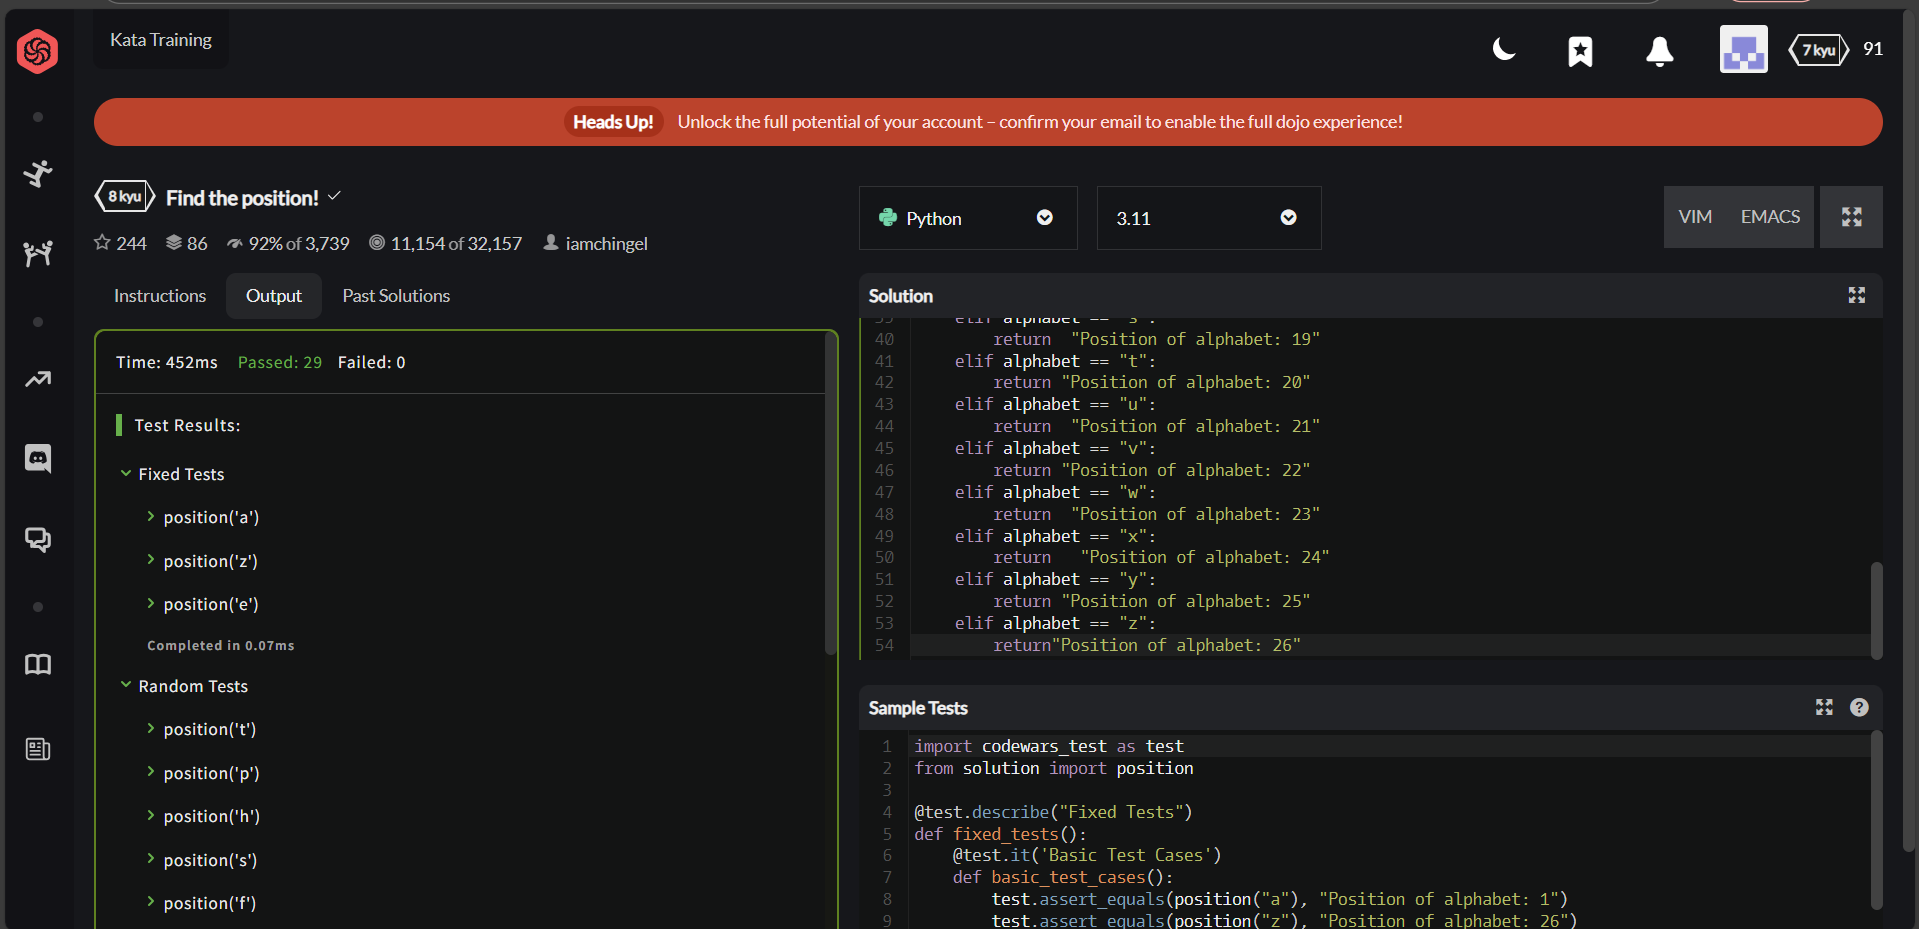 Kata Training
7 kyu 91
Heads Up! Unlock the full potential of your account – confirm your email to enable the full dojo experience!
8 kyu Find the position!
244 86 92% of 3,739 11,154 of 32,157 iamchingel
Python
3.11
VIM EMACS
Instructions Output Past Solutions
Time: 452ms Passed: 29 Failed: 0
Test Results:
Fixed Tests
position('a')
position('z')
position('e')
Completed in 0.07ms
Random Tests
position('t')
position('p')
position('h')
position('s')
position('f')
Solution
39 elif alphabet == "s":
40 return  "Position of alphabet: 19"
41 elif alphabet == "t":
42 return "Position of alphabet: 20"
43 elif alphabet == "u":
44 return  "Position of alphabet: 21"
45 elif alphabet == "v":
46 return "Position of alphabet: 22"
47 elif alphabet == "w":
48 return  "Position of alphabet: 23"
49 elif alphabet == "x":
50 return   "Position of alphabet: 24"
51 elif alphabet == "y":
52 return "Position of alphabet: 25"
53 elif alphabet == "z":
54 return"Position of alphabet: 26"
Sample Tests
1 import codewars_test as test
2 from solution import position
3
4 @test.describe("Fixed Tests")
5 def fixed_tests():
6 @test.it('Basic Test Cases')
7 def basic_test_cases():
8 test.assert_equals(position("a"), "Position of alphabet: 1")
9 test.assert_equals(position("z"), "Position of alphabet: 26")